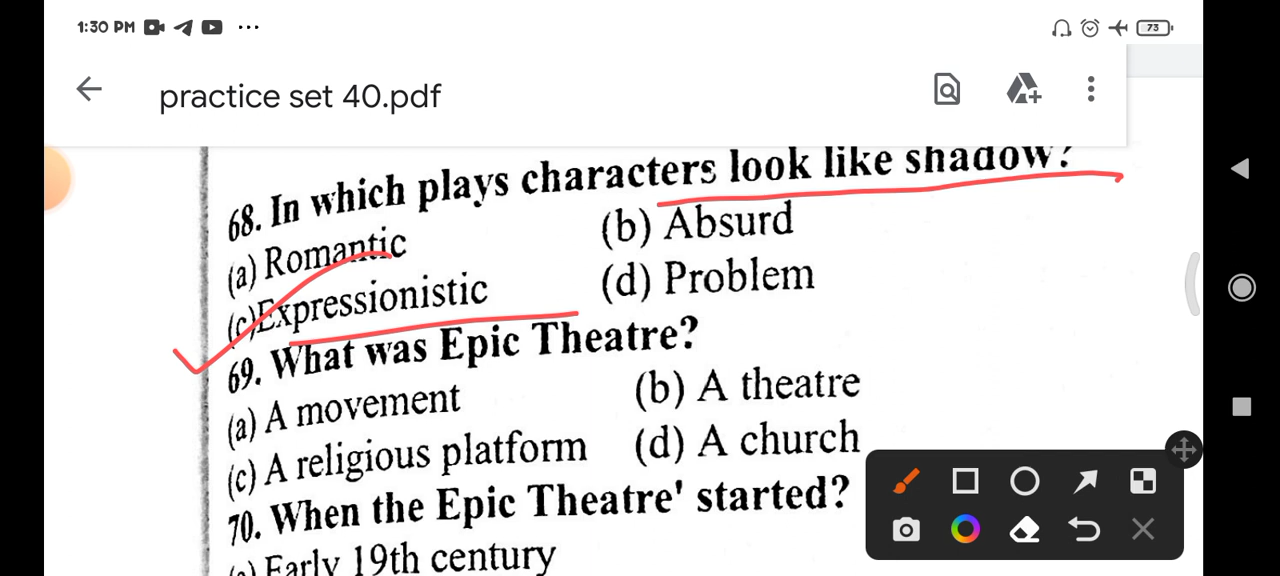 1:30 PM ...
73
practice set 40.pdf
68. In which plays characters look like shadow?
(a) Romantic (b) Absurd
(c) Expressionistic (d) Problem
69. What was Epic Theatre?
(a) A movement (b) A theatre
(c) A religious platform (d) A church
70. When the Epic Theatre' started?
(a) Early 19th century